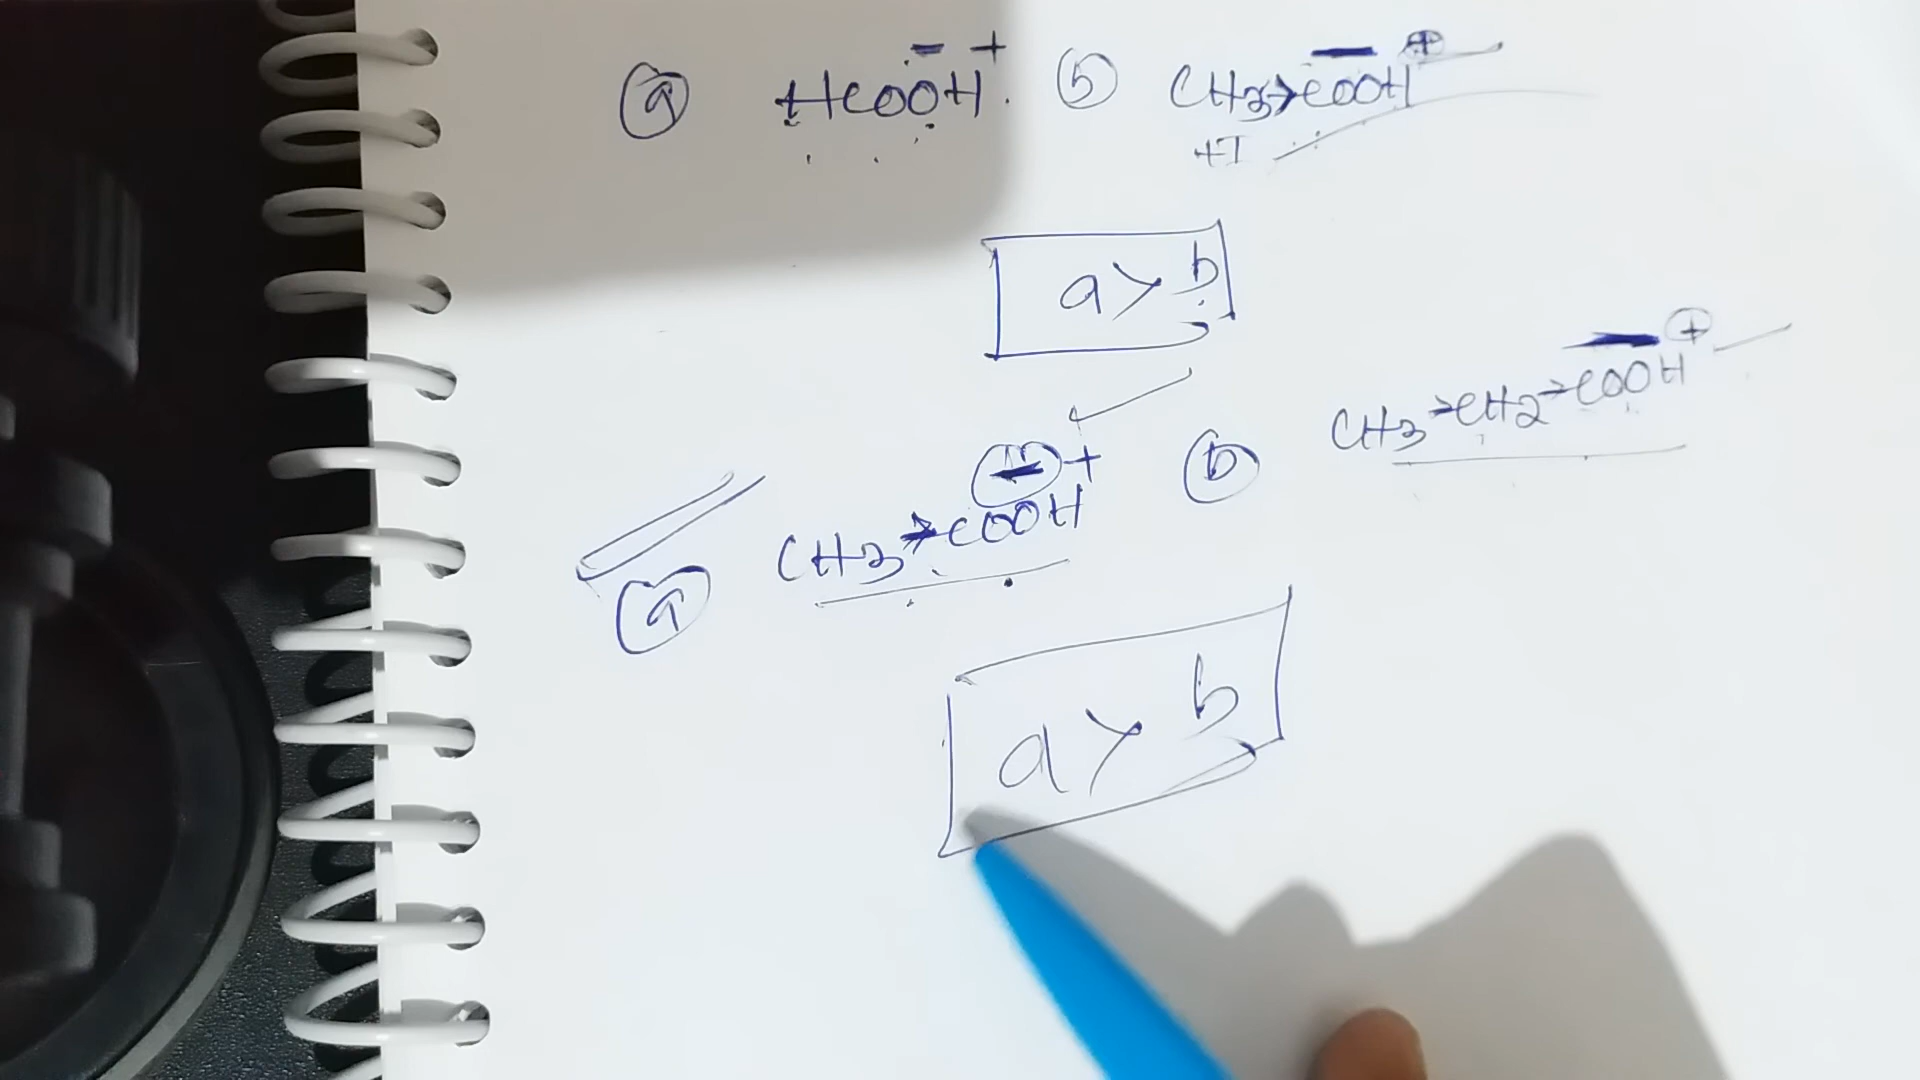 ⓐ HCOOH⁻ ⁺. ⓑ CH3→COOH⁻ ⊕
+I
a > b
ⓑ CH3→CH2→COOH⁻ ⊕
ⓐ CH3→COOH⊖ +
a > b